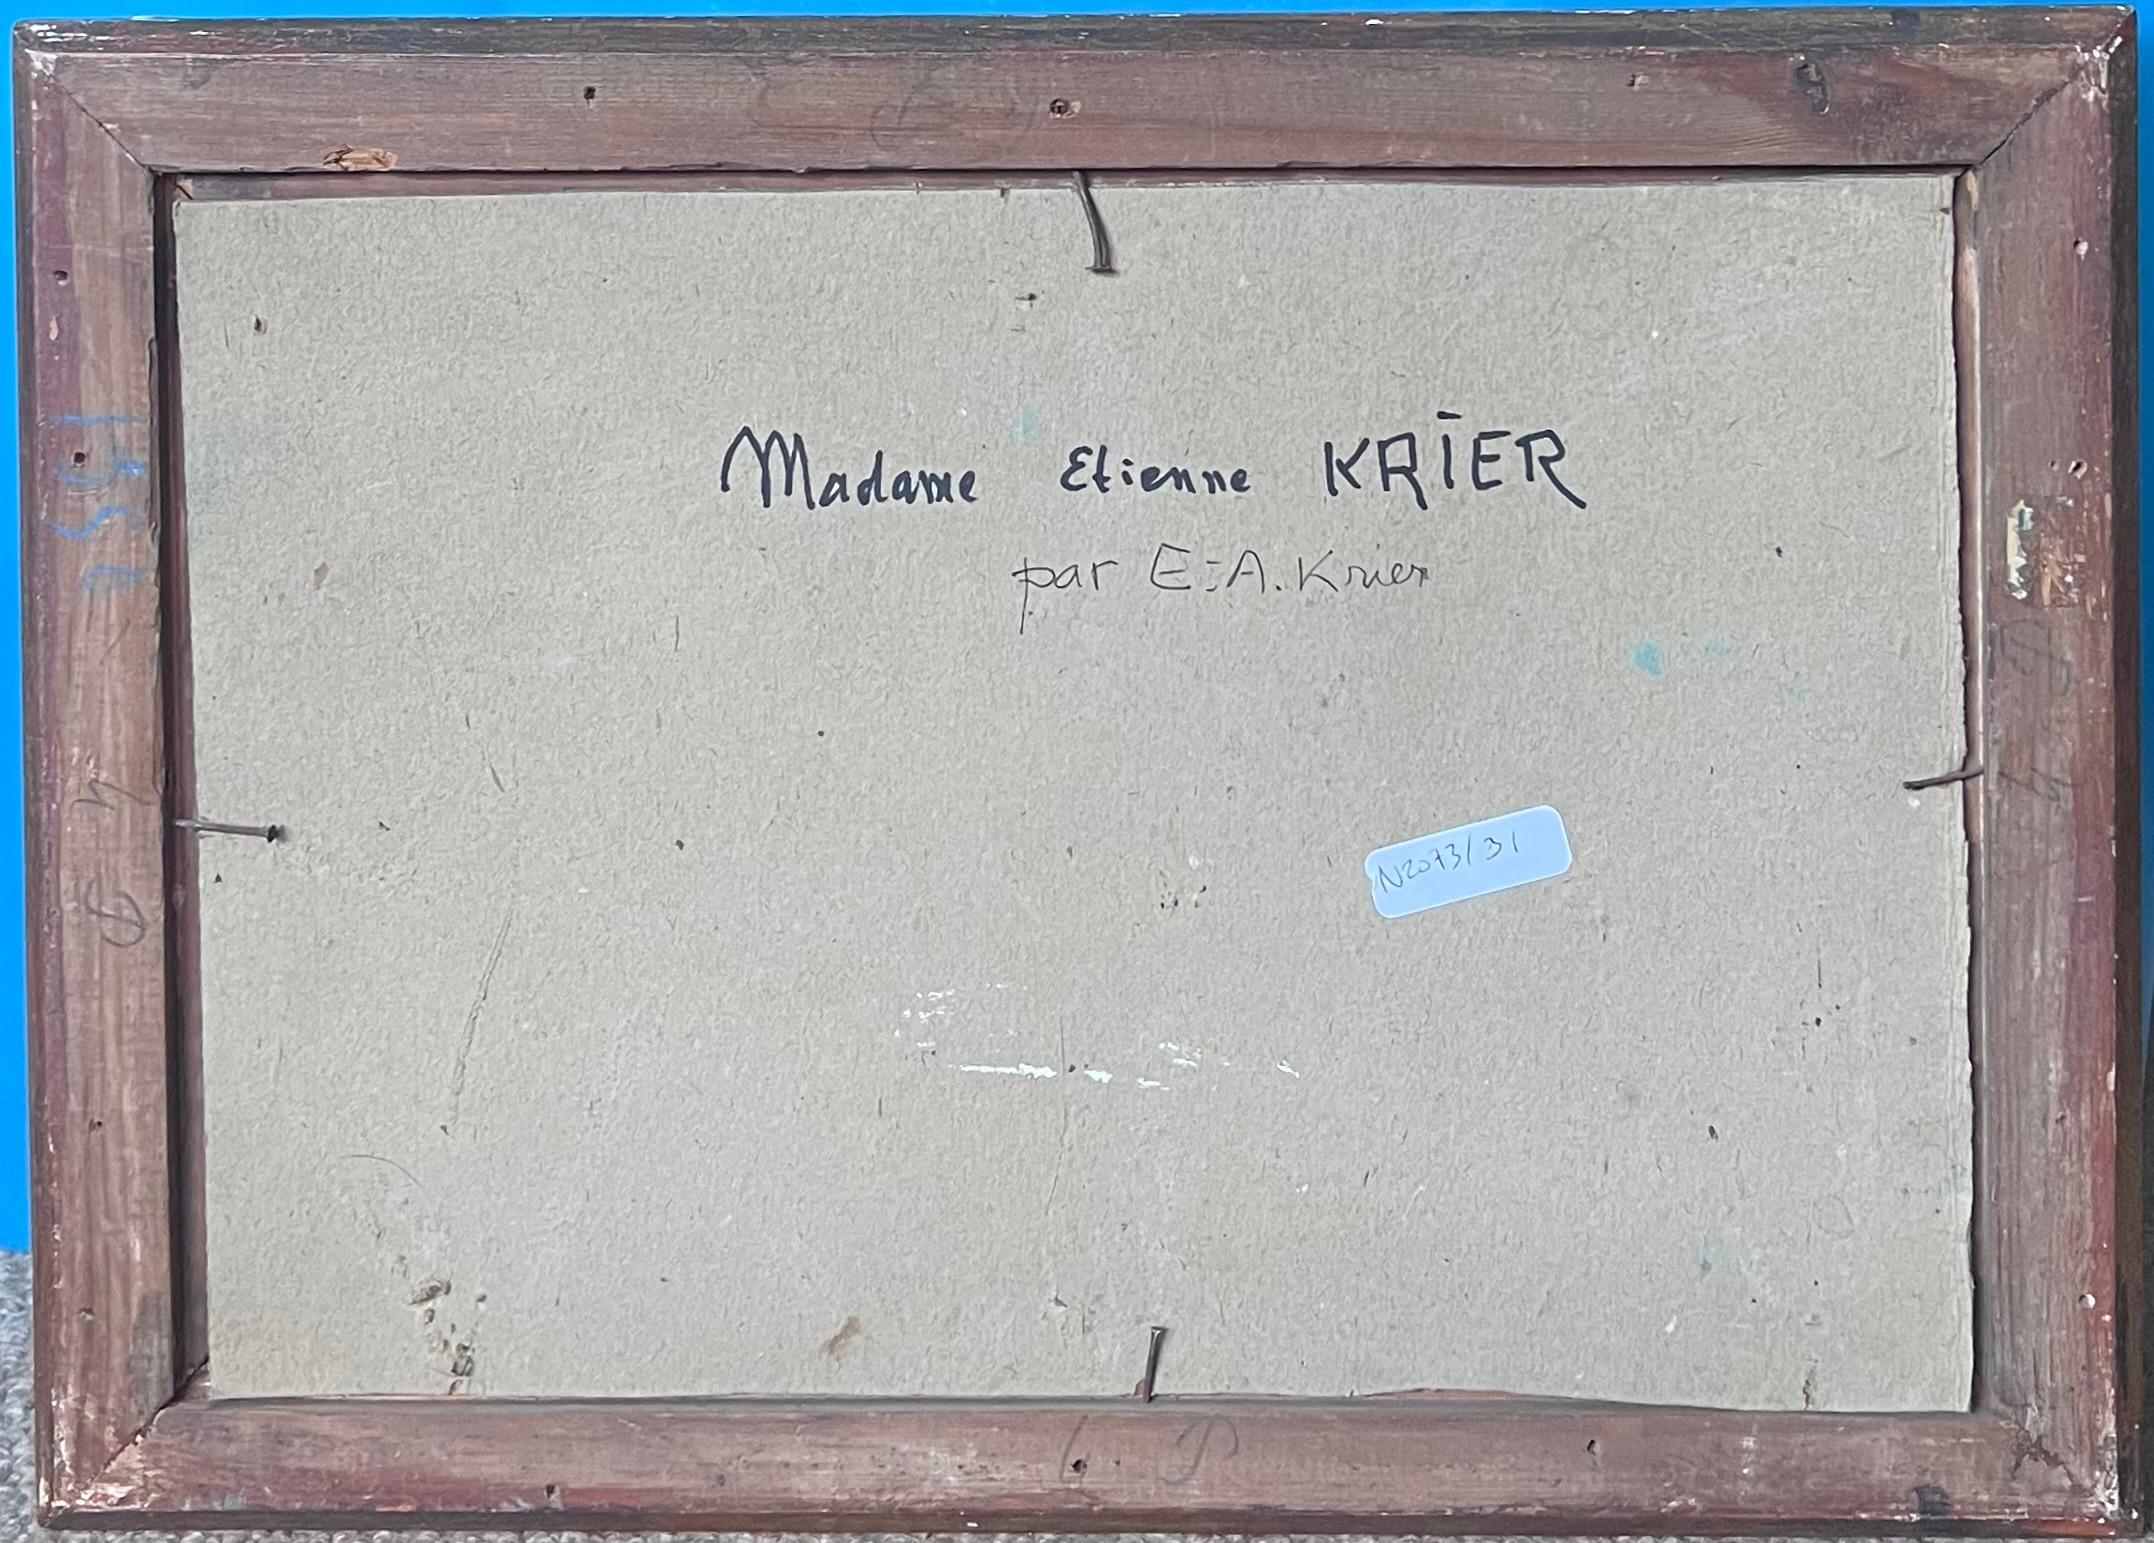 Madame Etienne KRIER
par E-A. Krier
N2073/31